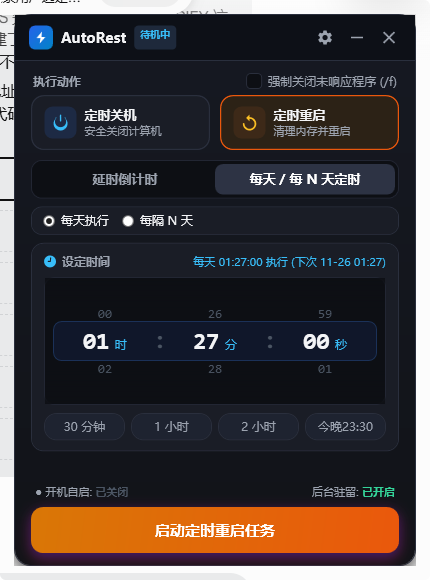 AutoRest 待机中
执行动作 强制关闭未响应程序 (/f)
定时关机
安全关闭计算机
定时重启
清理内存并重启
延时倒计时 每天 / 每 N 天定时
每天执行 每隔 N 天
设定时间 每天 01:27:00 执行 (下次 11-26 01:27)
00 26 59
01 时 : 27 分 : 00 秒
02 28 01
30 分钟 1 小时 2 小时 今晚23:30
开机自启: 已关闭 后台驻留: 已开启
启动定时重启任务